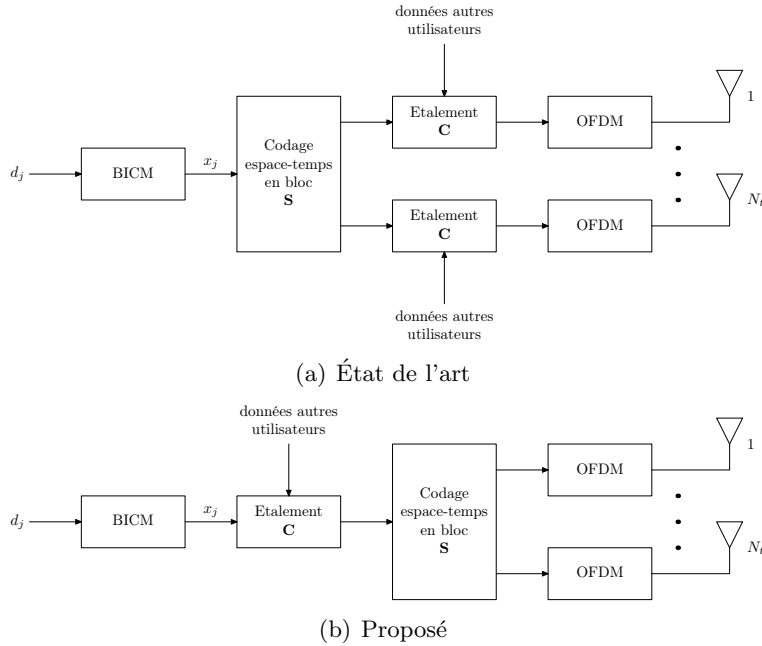 données autres
utilisateurs
Etalement
C
OFDM
1
Codage
espace-temps
en bloc
S
d_j
BICM
x_j
Etalement
C
OFDM
N_t
données autres
utilisateurs
(a) État de l'art
données autres
utilisateurs
OFDM
1
d_j
BICM
x_j
Etalement
C
Codage
espace-temps
en bloc
S
OFDM
N_t
(b) Proposé